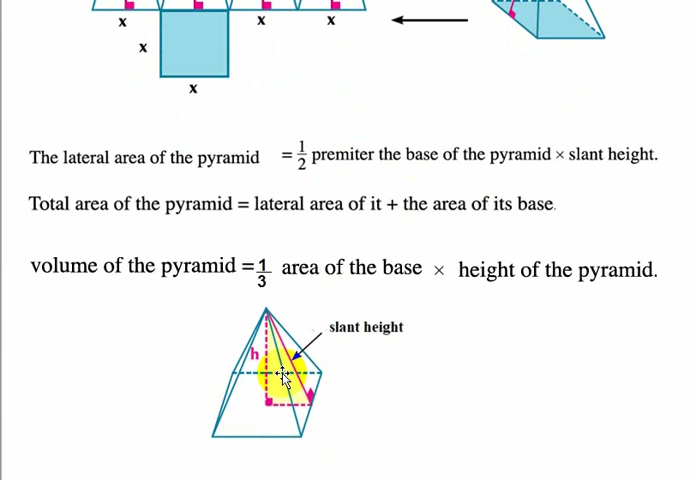 x x x
x
x
The lateral area of the pyramid = 1/2 premiter the base of the pyramid × slant height.
Total area of the pyramid = lateral area of it + the area of its base.
volume of the pyramid = 1/3 area of the base × height of the pyramid.
slant height
h